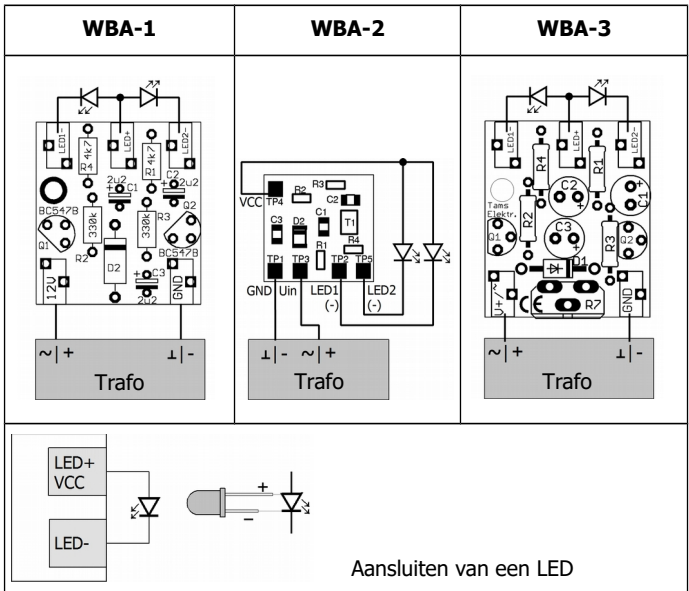 WBA-1
WBA-2
WBA-3
LED1-
LED+
LED2-
R4
4k7
R1
4k7
2u2
C1
C2
2u2
BC547B
Q1
330k
R2
D2
330k
R3
Q2
BC547B
C3
2u2
12V
GND
~|+
⊥|-
Trafo
VCC
TP4
R2
R3
C2
C3
D2
C1
T1
R1
R4
TP1
TP3
TP2
TP5
GND
Uin
LED1
(-)
LED2
(-)
⊥|-
~|+
Trafo
LED1-
LED+
LED2-
R4
R1
C2
+
C1
+
Tams
Elektr.
R2
Q1
C3
+
R3
Q2
D1
V+/~
CE
R7
GND
~|+
⊥|-
Trafo
LED+
VCC
LED-
+
–
Aansluiten van een LED